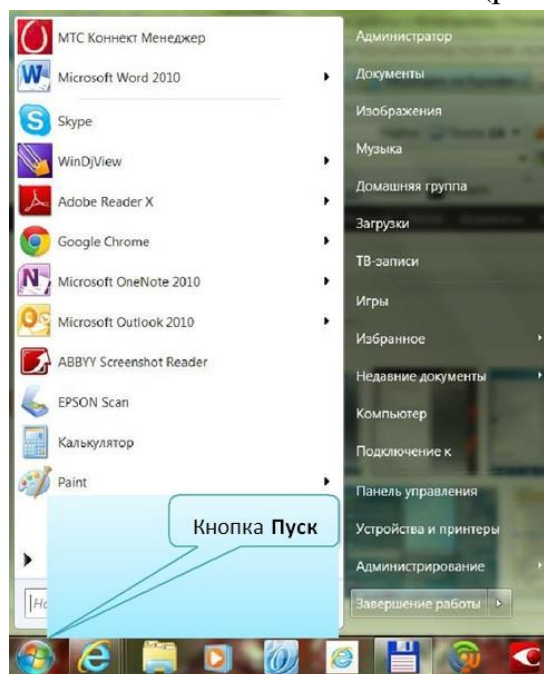 МТС Коннект Менеджер
Microsoft Word 2010
Skype
WinDjView
Adobe Reader X
Google Chrome
Microsoft OneNote 2010
Microsoft Outlook 2010
ABBYY Screenshot Reader
EPSON Scan
Калькулятор
Paint
Кнопка Пуск
Администратор
Документы
Изображения
Музыка
Домашняя группа
Загрузки
ТВ-записи
Игры
Избранное
Недавние документы
Компьютер
Подключение к
Панель управления
Устройства и принтеры
Администрирование
Завершение работы